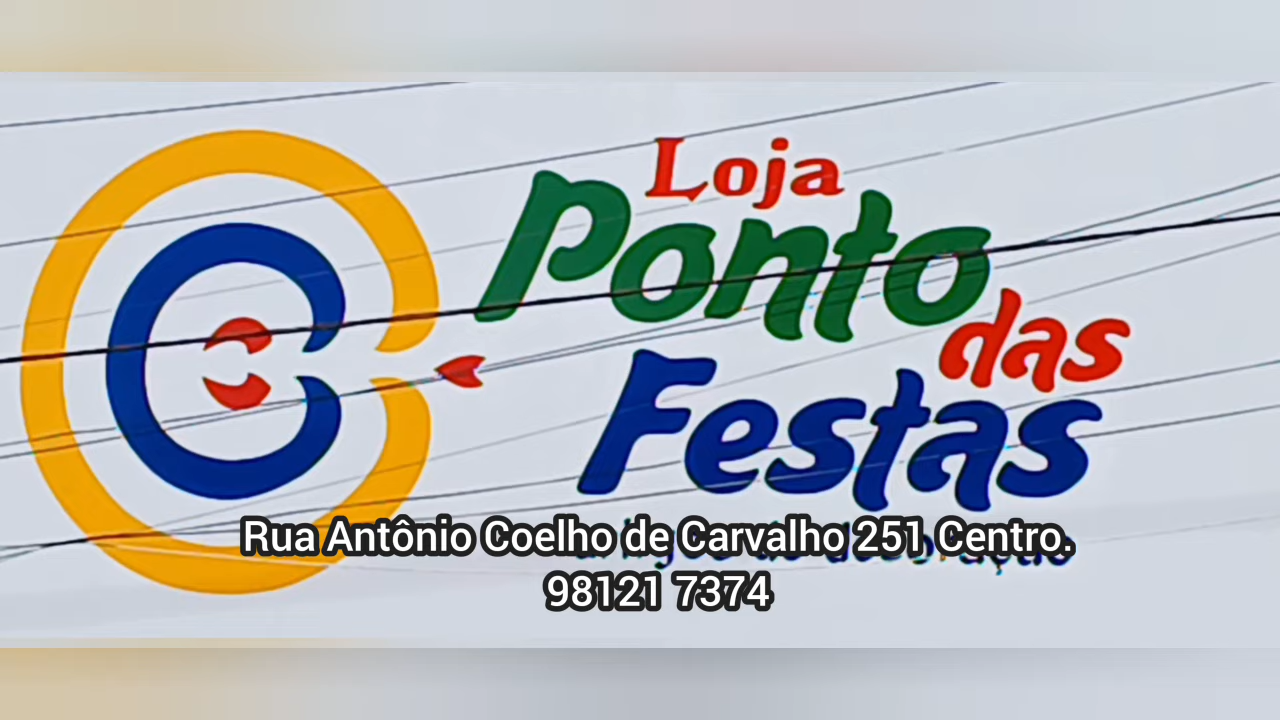 Loja
Ponto
das
Festas
Rua Antônio Coelho de Carvalho 251 Centro.
98121 7374